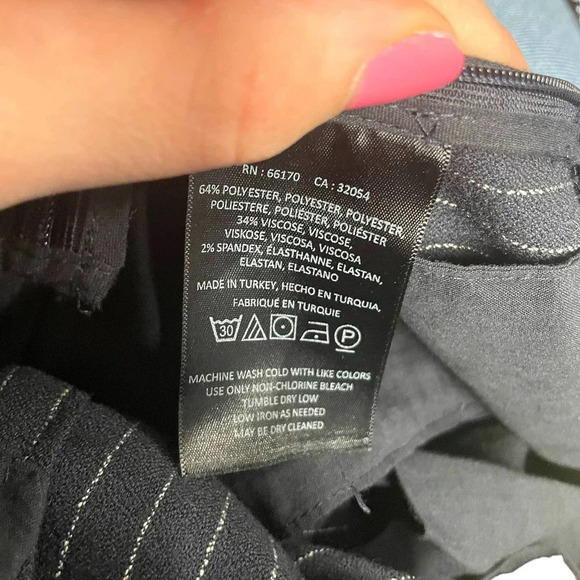 RN : 66170 CA : 32054
64% POLYESTER, POLYESTER, POLYESTER,
POLIESTERE, POLIÉSTER, POLIÉSTER
34% VISCOSE, VISCOSE,
VISKOSE, VISCOSA, VISCOSA
2% SPANDEX, ÉLASTHANNE, ELASTAN,
ELASTAN, ELASTANO
MADE IN TURKEY, HECHO EN TURQUIA,
FABRIQUÉ EN TURQUIE
30 P
MACHINE WASH COLD WITH LIKE COLORS
USE ONLY NON-CHLORINE BLEACH
TUMBLE DRY LOW
LOW IRON AS NEEDED
MAY BE DRY CLEANED